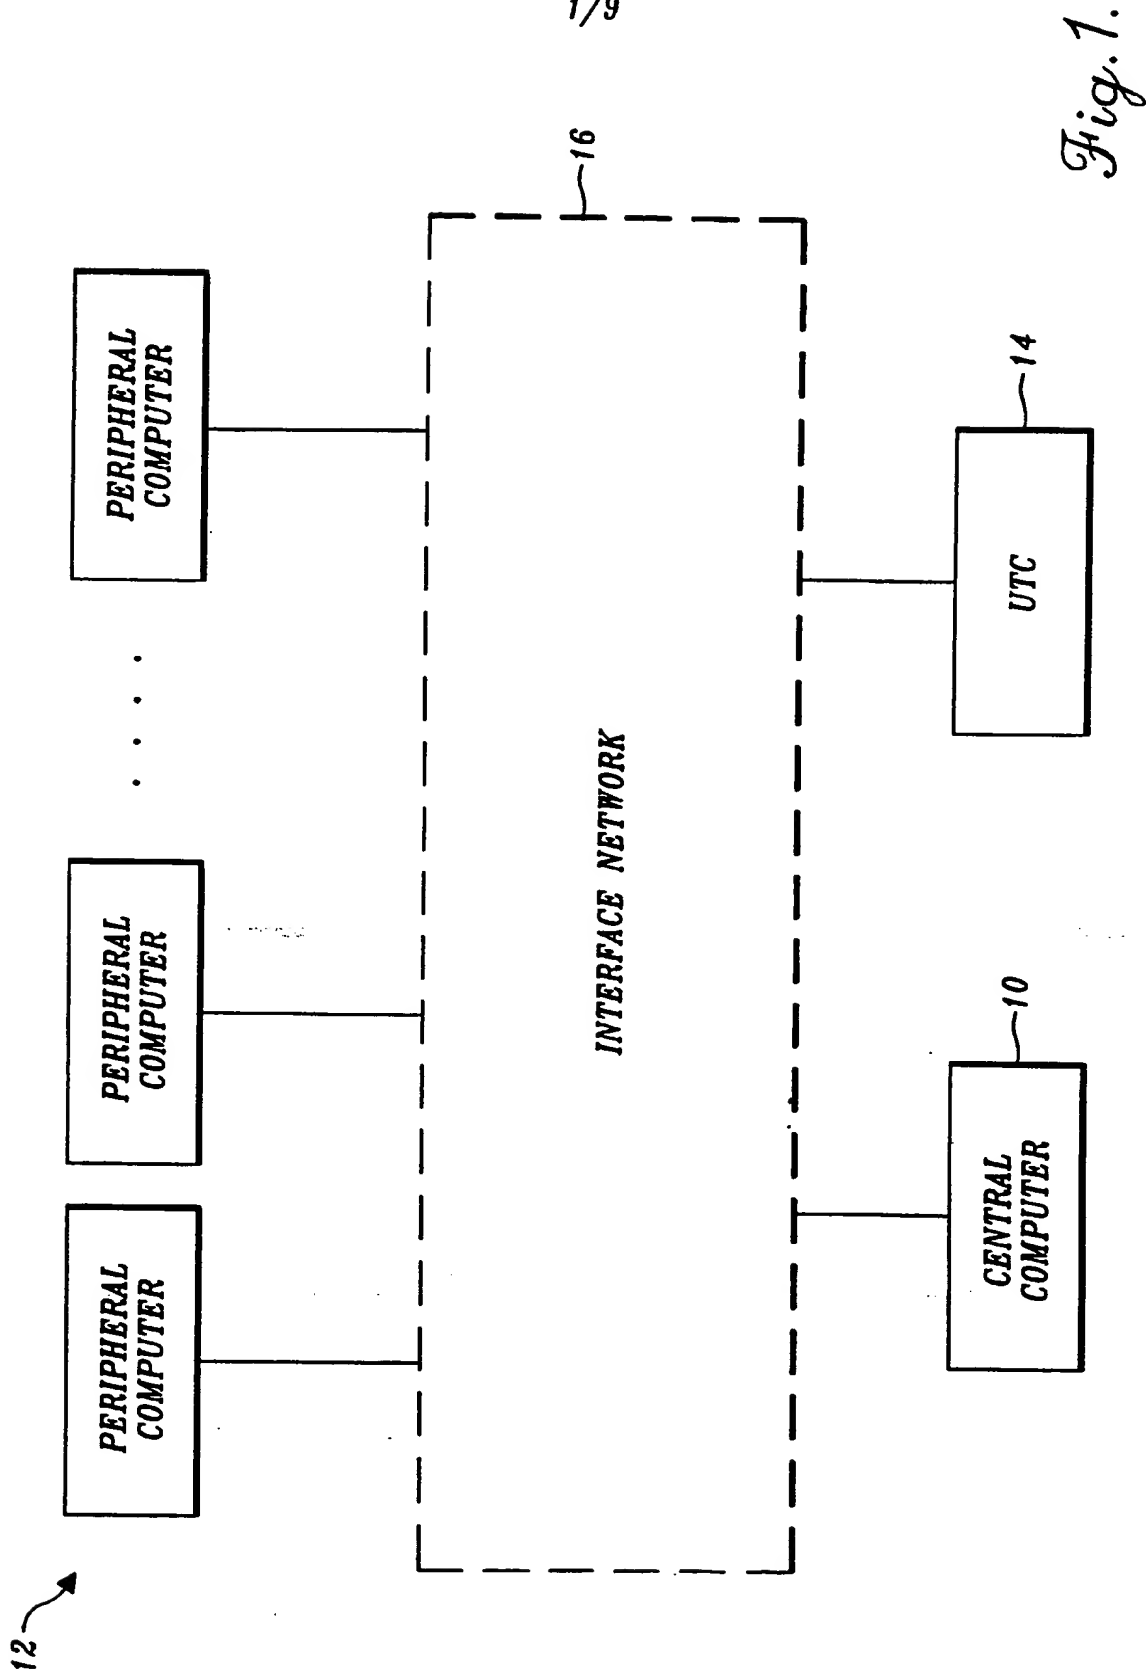 1/9
12
PERIPHERAL
COMPUTER
PERIPHERAL
COMPUTER
. . . .
PERIPHERAL
COMPUTER
INTERFACE NETWORK
16
CENTRAL
COMPUTER
10
UTC
14
Fig. 1.